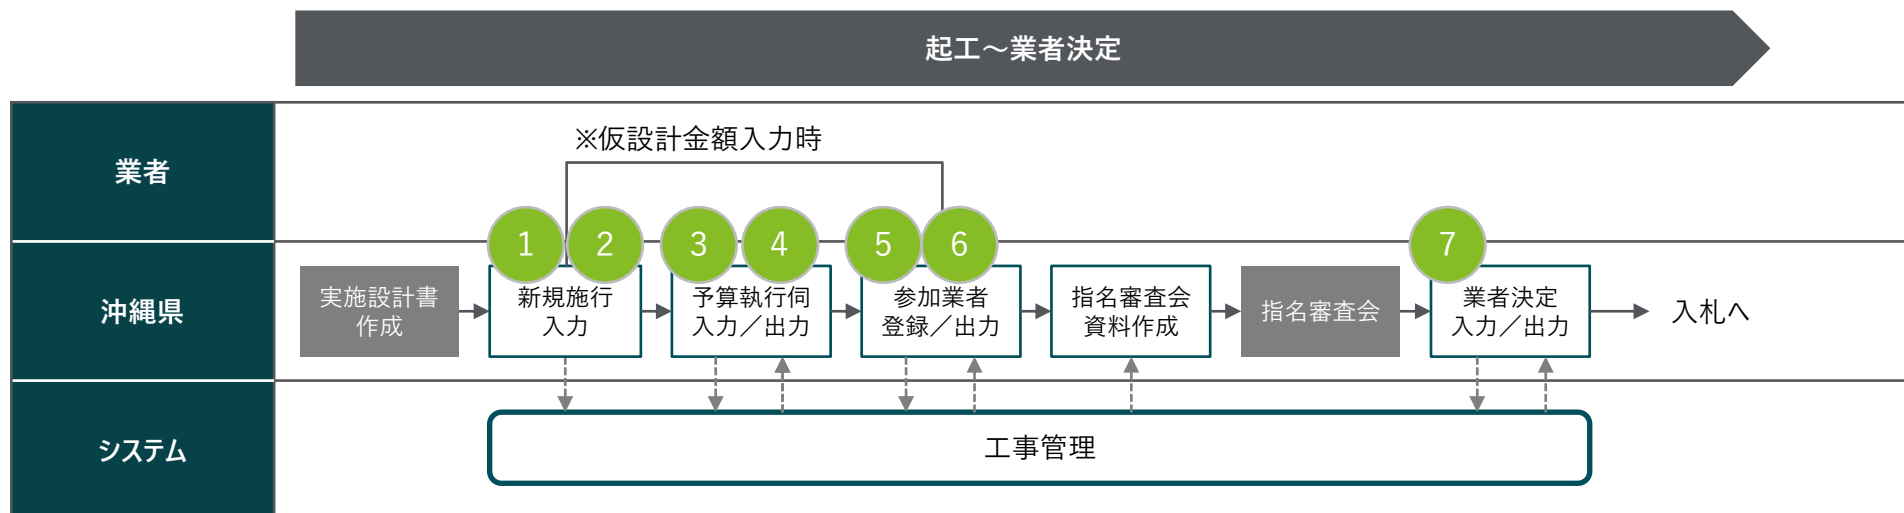 起工～業者決定
業者
※仮設計金額入力時
1
2
3
4
5
6
7
沖縄県
実施設計書
作成
新規施行
入力
予算執行伺
入力／出力
参加業者
登録／出力
指名審査会
資料作成
指名審査会
業者決定
入力／出力
入札へ
システム
工事管理